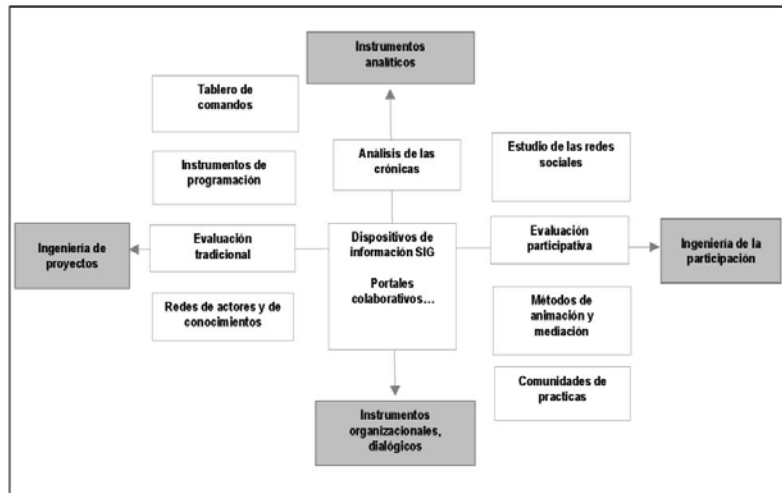 Instrumentos
analíticos
Tablero de
comandos
Análisis de las
crónicas
Estudio de las redes
sociales
Instrumentos de
programación
Ingeniería de
proyectos
Evaluación
tradicional
Dispositivos de
información SIG
Portales
colaborativos...
Evaluación
participativa
Ingeniería de la
participación
Redes de actores y de
conocimientos
Métodos de
animación y
mediación
Comunidades de
practicas
Instrumentos
organizacionales,
dialógicos